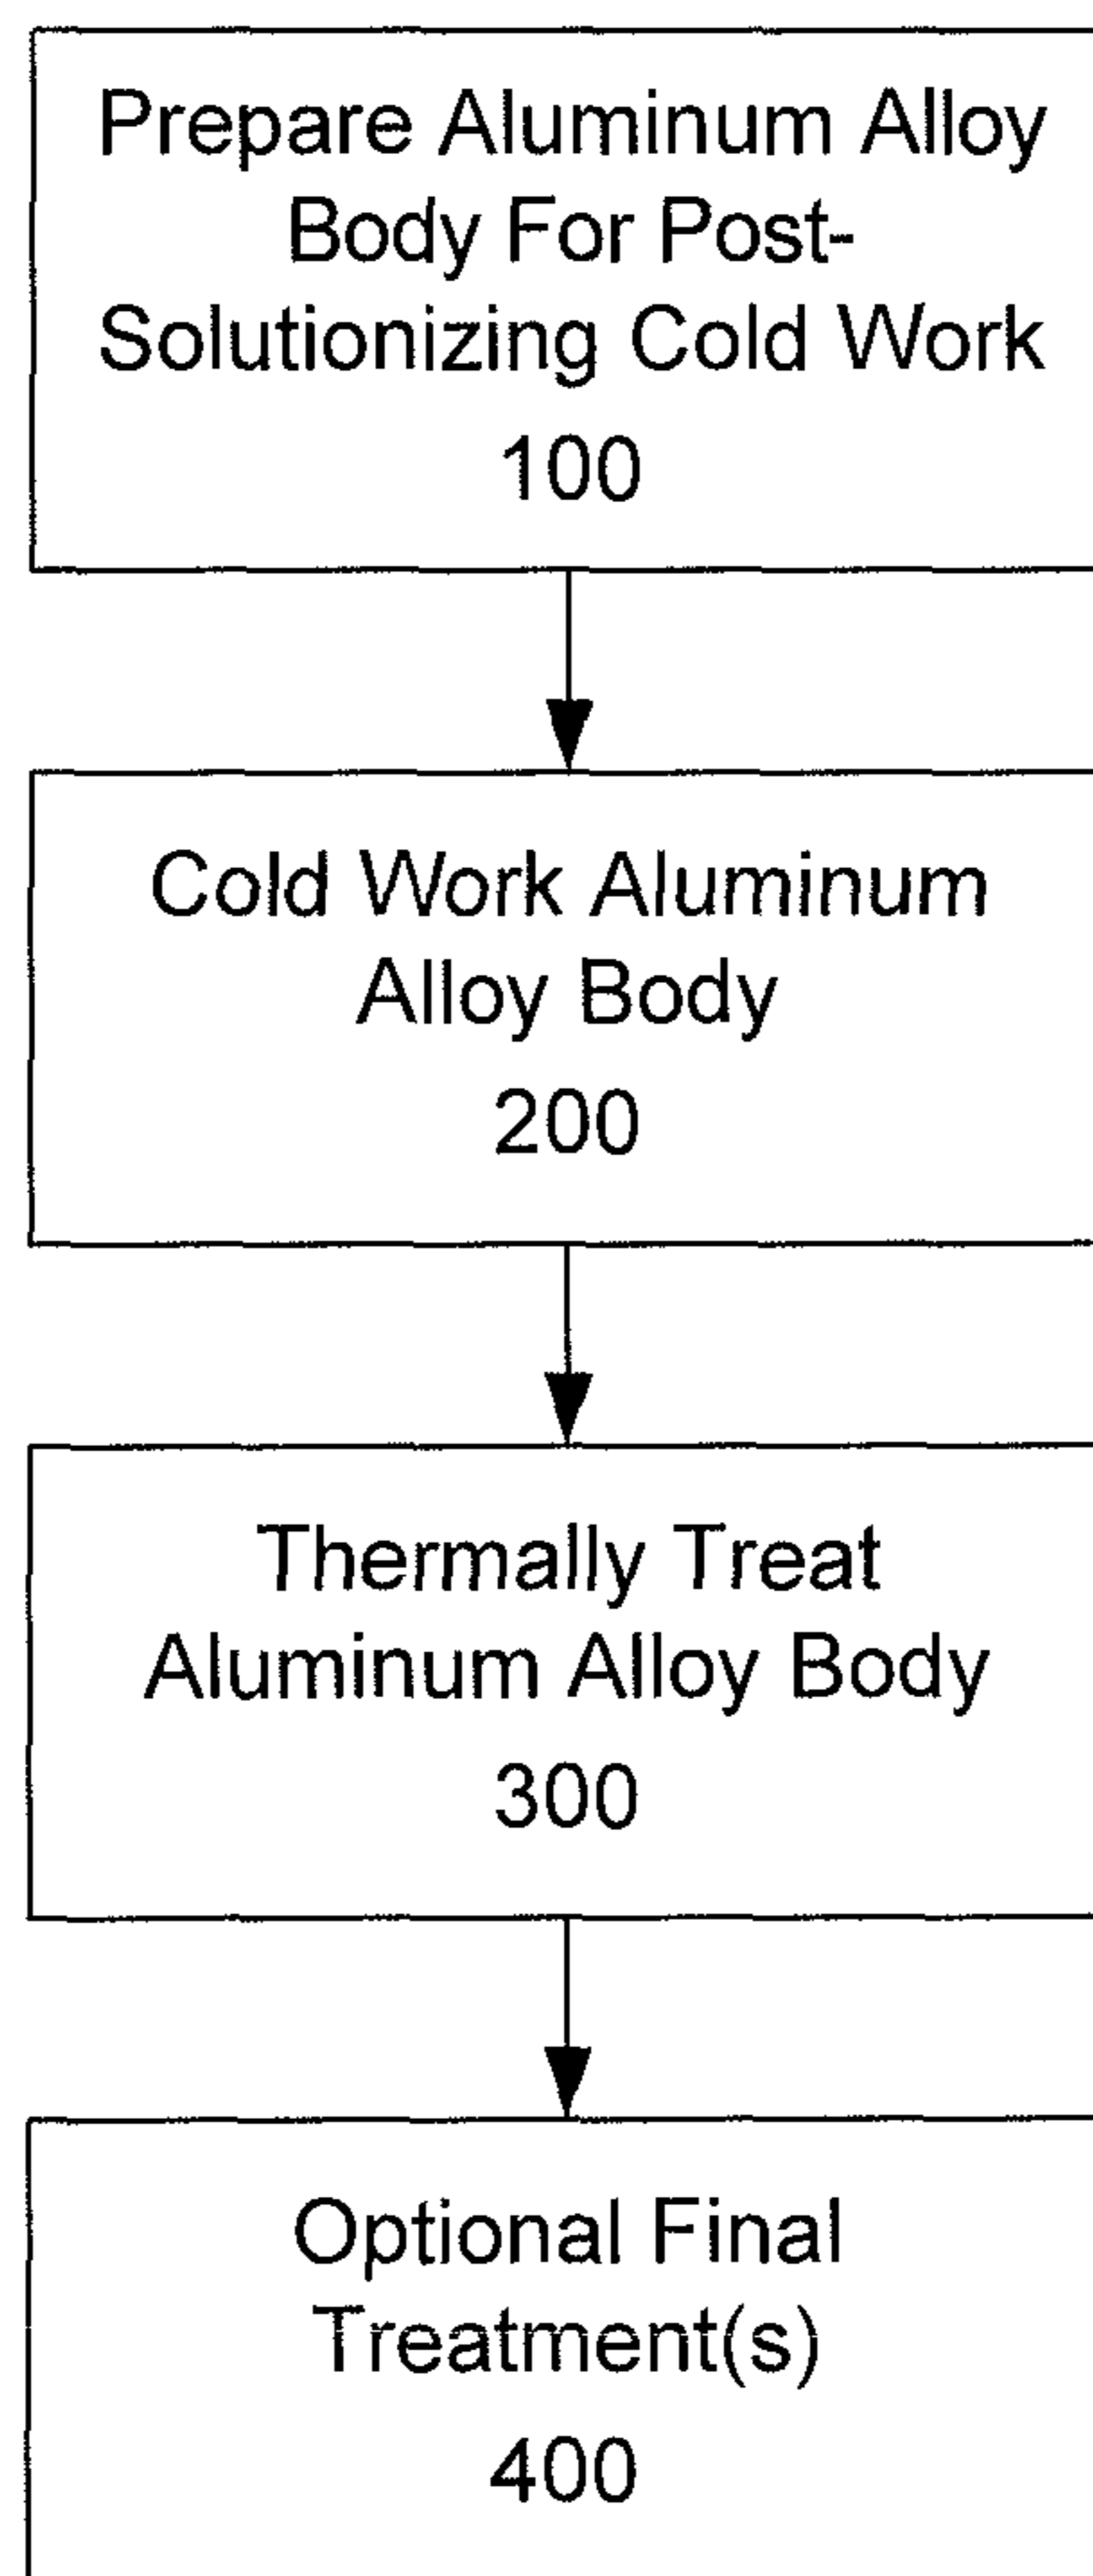 Prepare Aluminum Alloy
Body For Post-
Solutionizing Cold Work
100
Cold Work Aluminum
Alloy Body
200
Thermally Treat
Aluminum Alloy Body
300
Optional Final
Treatment(s)
400